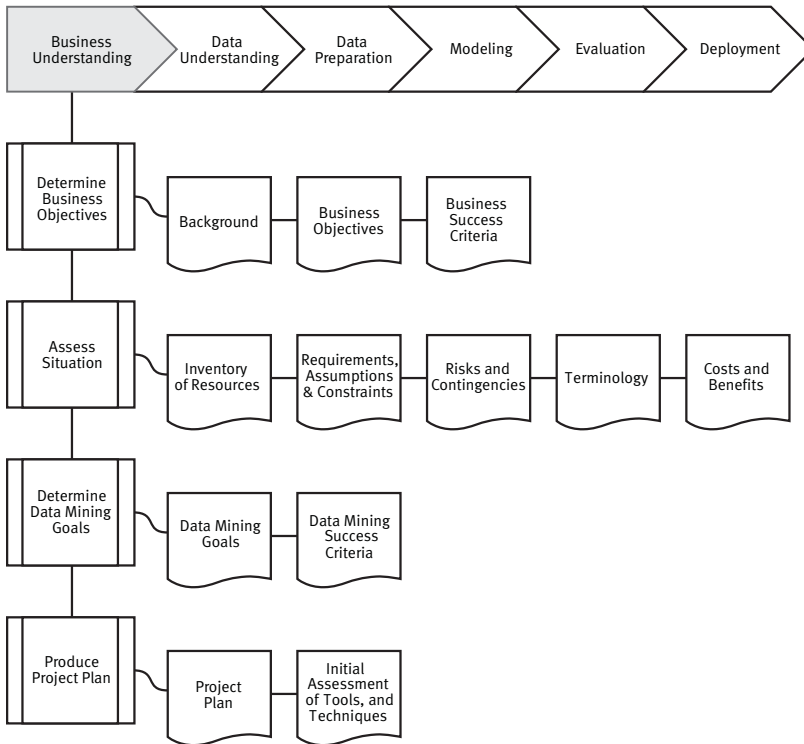 Business
Understanding
Data
Understanding
Data
Preparation
Modeling
Evaluation
Deployment
Determine
Business
Objectives
Background
Business
Objectives
Business
Success
Criteria
Assess
Situation
Inventory
of Resources
Requirements,
Assumptions
& Constraints
Risks and
Contingencies
Terminology
Costs and
Benefits
Determine
Data Mining
Goals
Data Mining
Goals
Data Mining
Success
Criteria
Produce
Project Plan
Project
Plan
Initial
Assessment
of Tools, and
Techniques